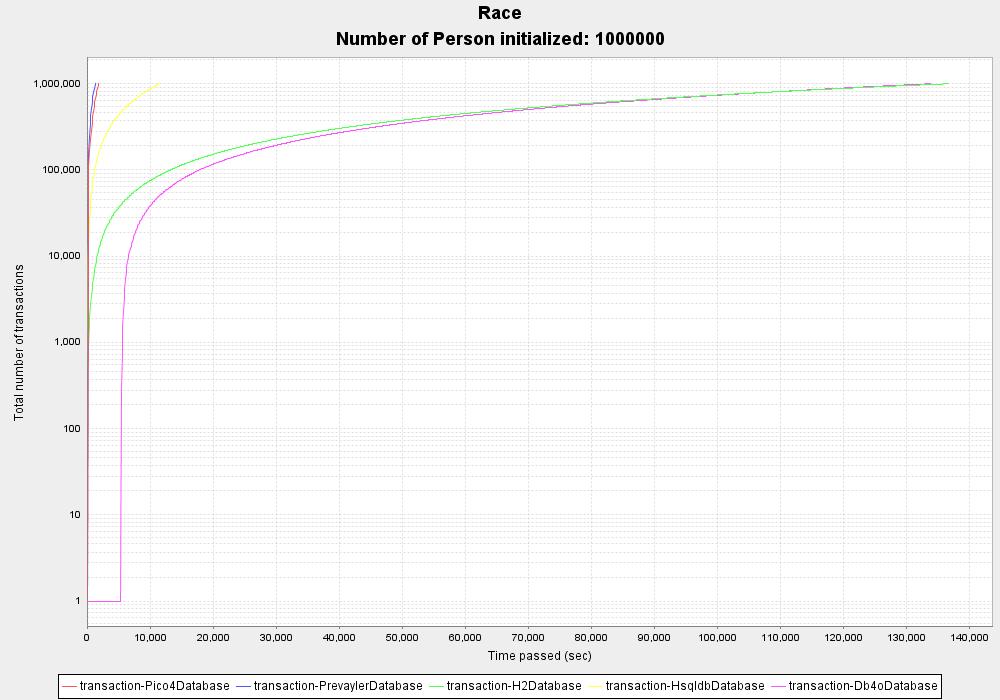 Race
Number of Person initialized: 1000000
1,000,000
100,000
10,000
1,000
100
10
1
Total number of transactions
0 10,000 20,000 30,000 40,000 50,000 60,000 70,000 80,000 90,000 100,000 110,000 120,000 130,000 140,000
Time passed (sec)
transaction-Pico4Database transaction-PrevaylerDatabase transaction-H2Database transaction-HsqldbDatabase transaction-Db4oDatabase